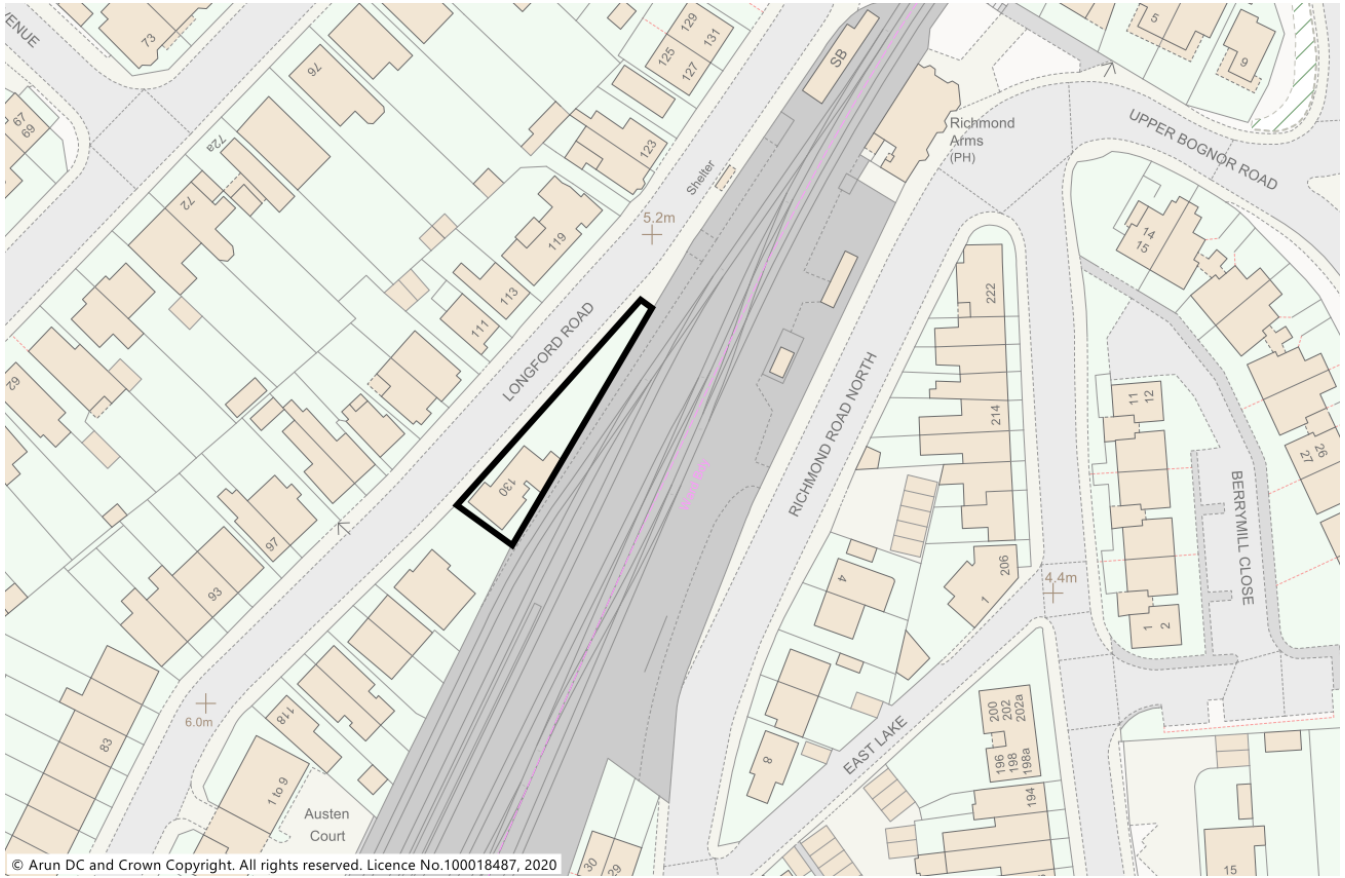 VENUE
73
76
129
125
131
127
SB
5
9
67
69
72a
72
123
Shelter
Richmond
Arms
(PH)
UPPER BOGNOR ROAD
5.2m
119
113
111
LONGFORD ROAD
14
15
222
62
130
Ward Bdy
RICHMOND ROAD NORTH
214
11
12
26
27
97
93
4
206
1
4.4m
BERRYMILL CLOSE
1
2
6.0m
118
83
1 to 9
Austen
Court
8
EAST LAKE
200
202
202a
196
198
198a
194
30
29
15
© Arun DC and Crown Copyright. All rights reserved. Licence No.100018487, 2020